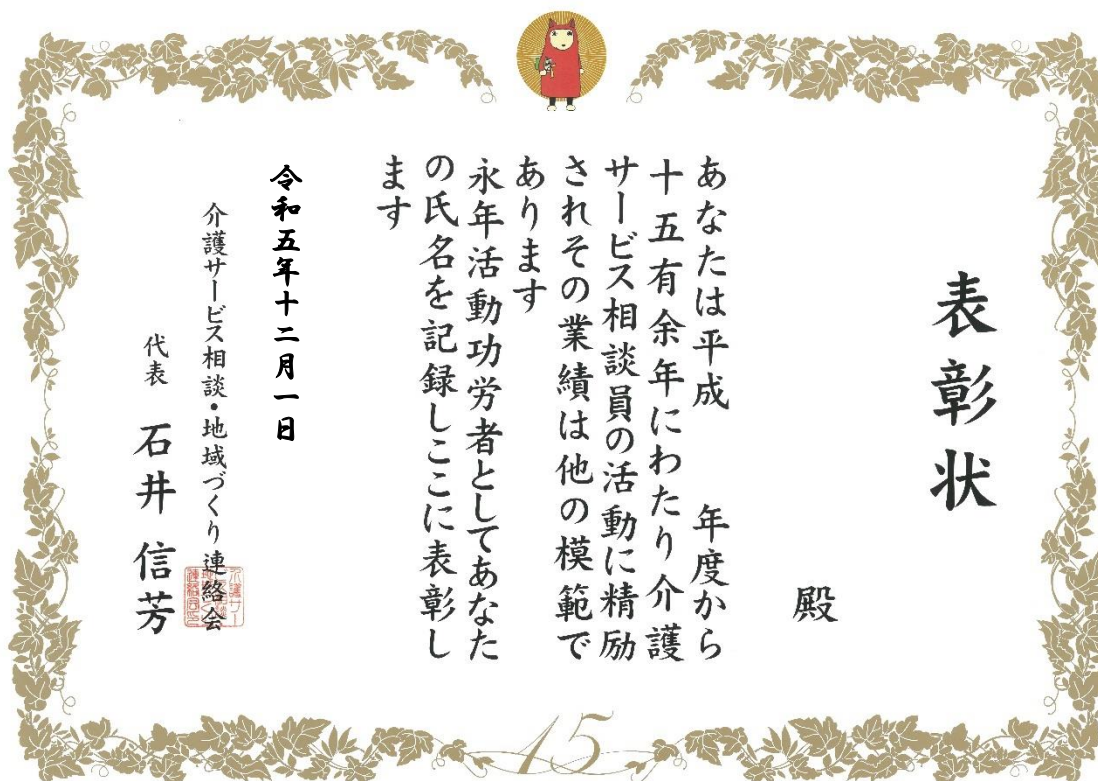 表彰状
殿
あなたは平成　　年度から
十五有余年にわたり介護
サービス相談員の活動に精励
されその業績は他の模範で
あります
永年活動功労者としてあなた
の氏名を記録しここに表彰し
ます
令和五年十二月一日
介護サービス相談・地域づくり連絡会
代表　石井信芳
15